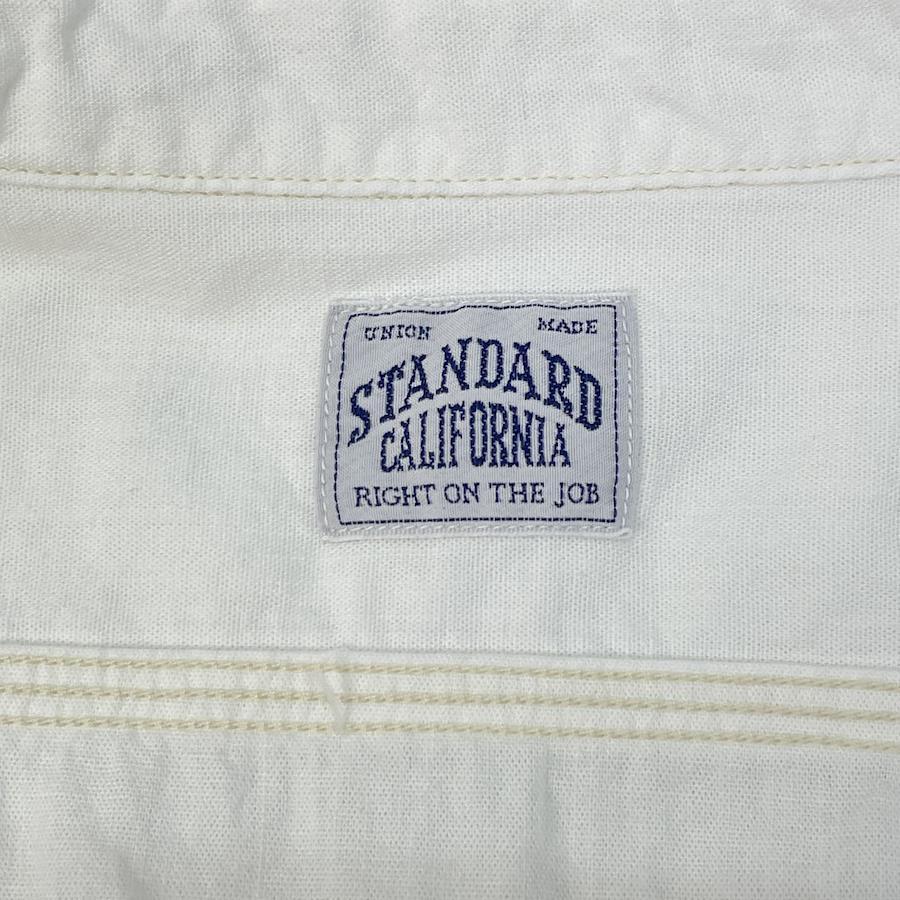 UNION MADE
STANDARD
CALIFORNIA
RIGHT ON THE JOB